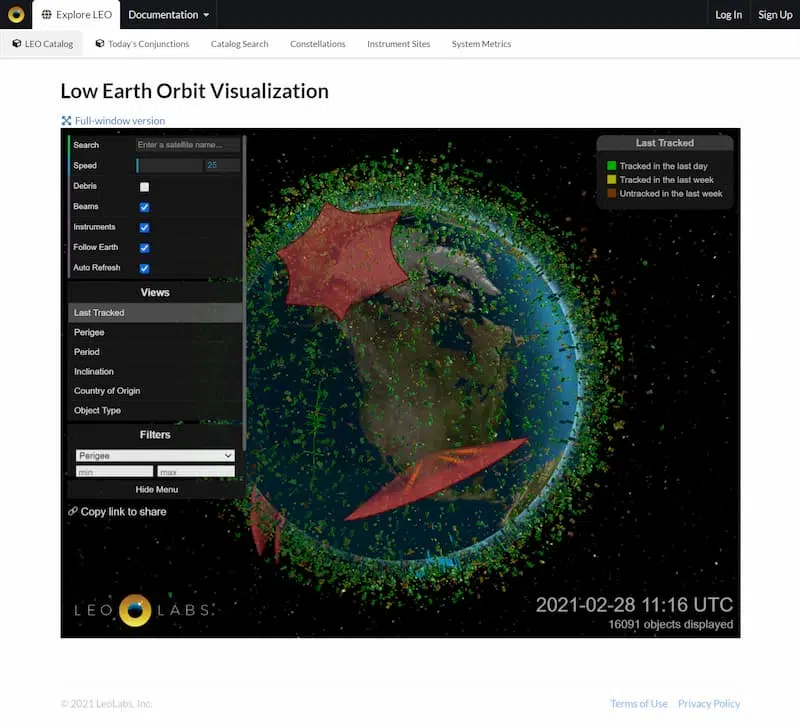 Explore LEO
Documentation
Log In
Sign Up
LEO Catalog
Today's Conjunctions
Catalog Search
Constellations
Instrument Sites
System Metrics
Low Earth Orbit Visualization
Full-window version
Search
Enter a satellite name...
Speed
25
Debris
Beams
Instruments
Follow Earth
Auto Refresh
Views
Last Tracked
Perigee
Period
Inclination
Country of Origin
Object Type
Filters
Perigee
min
max
Hide Menu
Copy link to share
Last Tracked
Tracked in the last day
Tracked in the last week
Untracked in the last week
LEO LABS
2021-02-28 11:16 UTC
16091 objects displayed
© 2021 LeoLabs, Inc.
Terms of Use
Privacy Policy